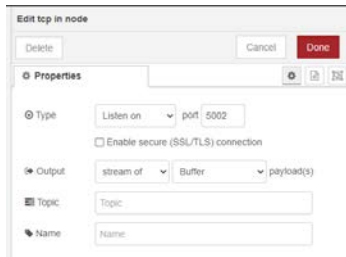 Edit tcp in node
Delete Cancel Done
Properties
Type Listen on port 5002
Enable secure (SSL/TLS) connection
Output stream of Buffer payload(s)
Topic Topic
Name Name